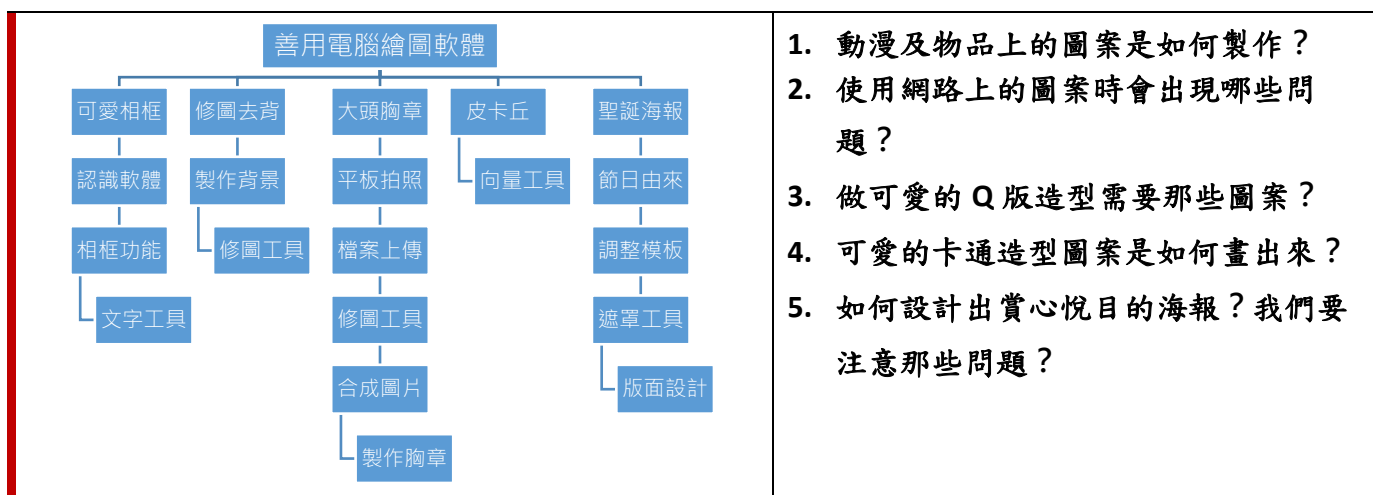 善用電腦繪圖軟體
可愛相框
認識軟體
相框功能
文字工具
修圖去背
製作背景
修圖工具
大頭胸章
平板拍照
檔案上傳
修圖工具
合成圖片
製作胸章
皮卡丘
向量工具
聖誕海報
節日由來
調整模板
遮罩工具
版面設計
1. 動漫及物品上的圖案是如何製作？
2. 使用網路上的圖案時會出現哪些問
題？
3. 做可愛的 Q 版造型需要那些圖案？
4. 可愛的卡通造型圖案是如何畫出來？
5. 如何設計出賞心悅目的海報？我們要
注意那些問題？